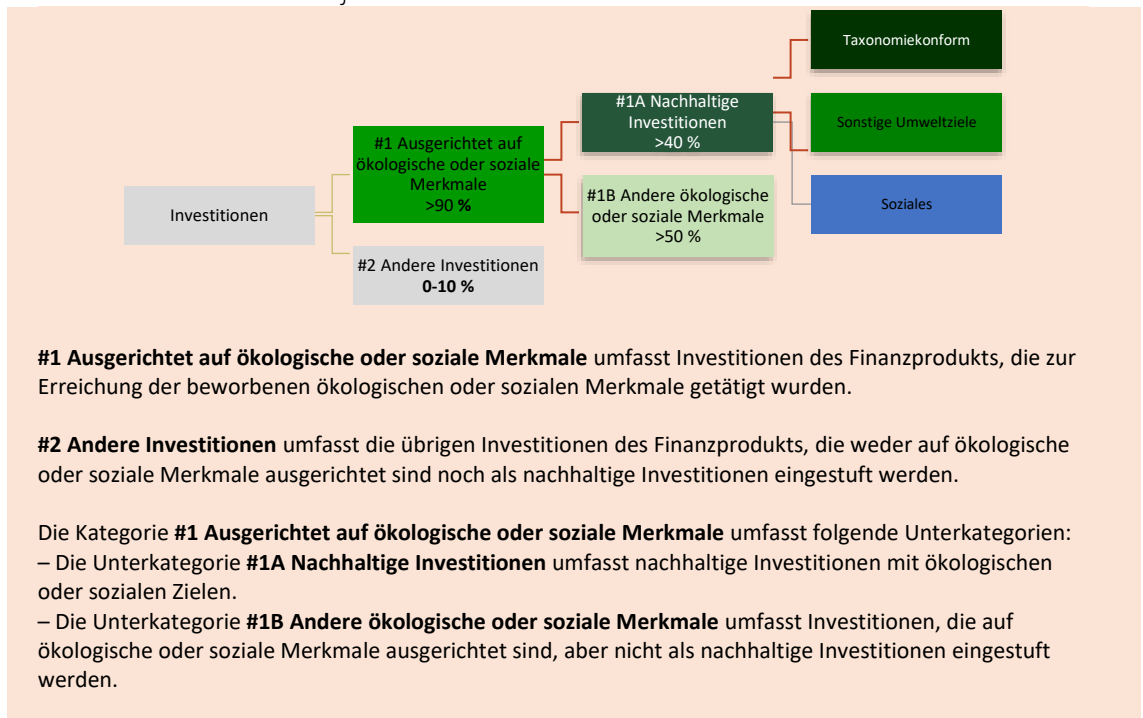 Taxonomiekonform
#1A Nachhaltige
Investitionen
>40 %
Sonstige Umweltziele
#1 Ausgerichtet auf
ökologische oder soziale
Merkmale
>90 %
#1B Andere ökologische
oder soziale Merkmale
>50 %
Soziales
Investitionen
#2 Andere Investitionen
0-10 %
#1 Ausgerichtet auf ökologische oder soziale Merkmale umfasst Investitionen des Finanzprodukts, die zur
Erreichung der beworbenen ökologischen oder sozialen Merkmale getätigt wurden.
#2 Andere Investitionen umfasst die übrigen Investitionen des Finanzprodukts, die weder auf ökologische
oder soziale Merkmale ausgerichtet sind noch als nachhaltige Investitionen eingestuft werden.
Die Kategorie #1 Ausgerichtet auf ökologische oder soziale Merkmale umfasst folgende Unterkategorien:
– Die Unterkategorie #1A Nachhaltige Investitionen umfasst nachhaltige Investitionen mit ökologischen
oder sozialen Zielen.
– Die Unterkategorie #1B Andere ökologische oder soziale Merkmale umfasst Investitionen, die auf
ökologische oder soziale Merkmale ausgerichtet sind, aber nicht als nachhaltige Investitionen eingestuft
werden.